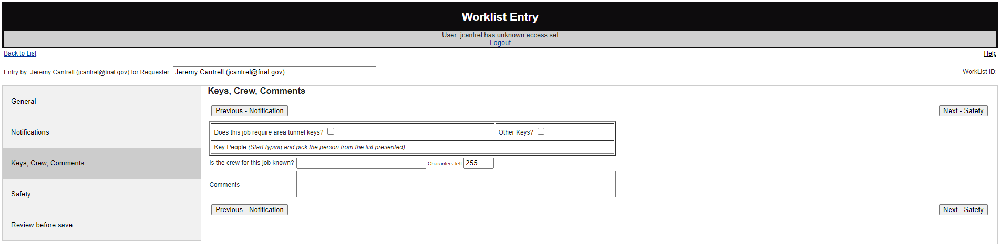 Worklist Entry
User: jcantrel has unknown access set
Logout
Back to List
Help
Entry by: Jeremy Cantrell (jcantrel@fnal.gov) for Requester: Jeremy Cantrell (jcantrel@fnal.gov)
WorkList ID:
General
Notifications
Keys, Crew, Comments
Safety
Review before save
Keys, Crew, Comments
Previous - Notification
Next - Safety
Does this job require area tunnel keys?
Other Keys?
Key People (Start typing and pick the person from the list presented)
Is the crew for this job known?
Characters left: 255
Comments
Previous - Notification
Next - Safety